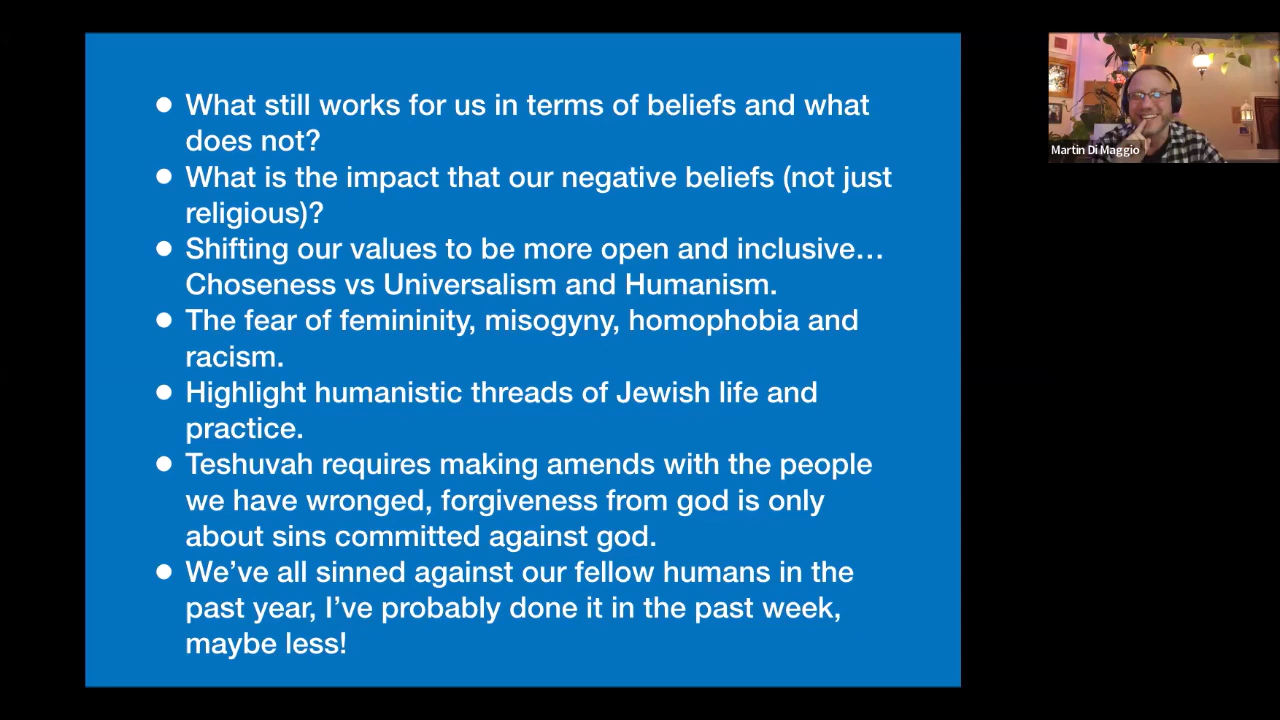 ● What still works for us in terms of beliefs and what
does not?
● What is the impact that our negative beliefs (not just
religious)?
● Shifting our values to be more open and inclusive...
Choseness vs Universalism and Humanism.
● The fear of femininity, misogyny, homophobia and
racism.
● Highlight humanistic threads of Jewish life and
practice.
● Teshuvah requires making amends with the people
we have wronged, forgiveness from god is only
about sins committed against god.
● We’ve all sinned against our fellow humans in the
past year, I’ve probably done it in the past week,
maybe less!
Martin Di Maggio